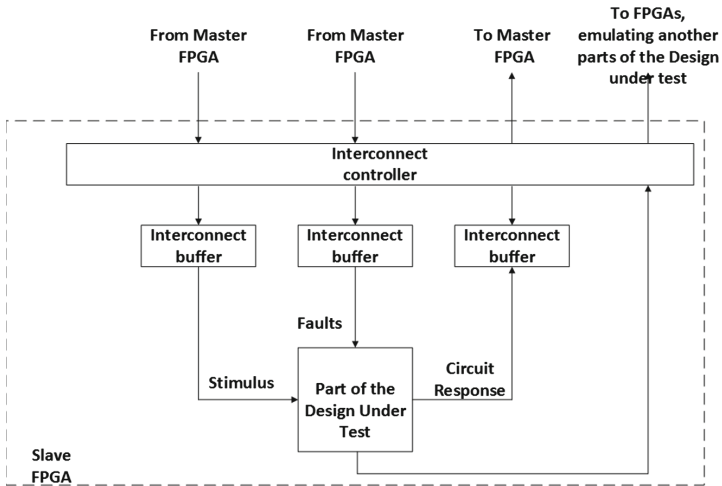 From Master
FPGA
From Master
FPGA
To Master
FPGA
To FPGAs,
emulating another
parts of the Design
under test
Interconnect
controller
Interconnect
buffer
Interconnect
buffer
Interconnect
buffer
Faults
Stimulus
Part of the
Design Under
Test
Circuit
Response
Slave
FPGA